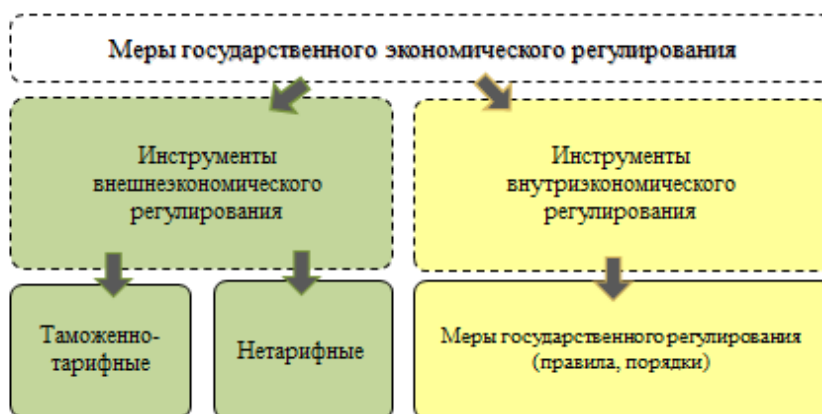 Меры государственного экономического регулирования
Инструменты
внешнеэкономического
регулирования
Инструменты
внутриэкономического
регулирования
Таможенно-
тарифные
Нетарифные
Меры государственного регулирования
(правила, порядки)